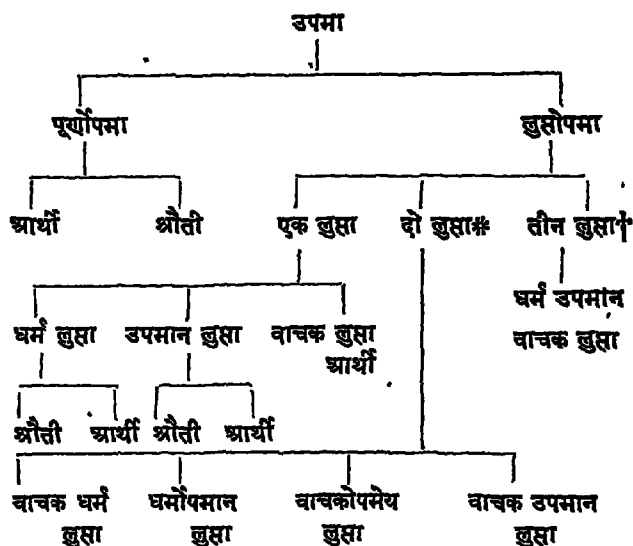 उपमा
पूर्णोपमा लुप्तोपमा
आर्थी श्रौती एक लुप्ता दो लुप्ता# तीन लुप्ता†
धर्म उपमान
धर्म लुप्ता उपमान लुप्ता वाचक लुप्ता वाचक लुप्ता
आर्थी
श्रौती आर्थी श्रौती आर्थी
वाचक धर्म धर्मोपमान वाचकोपमेय वाचक उपमान
लुप्ता लुप्ता लुप्ता लुप्ता